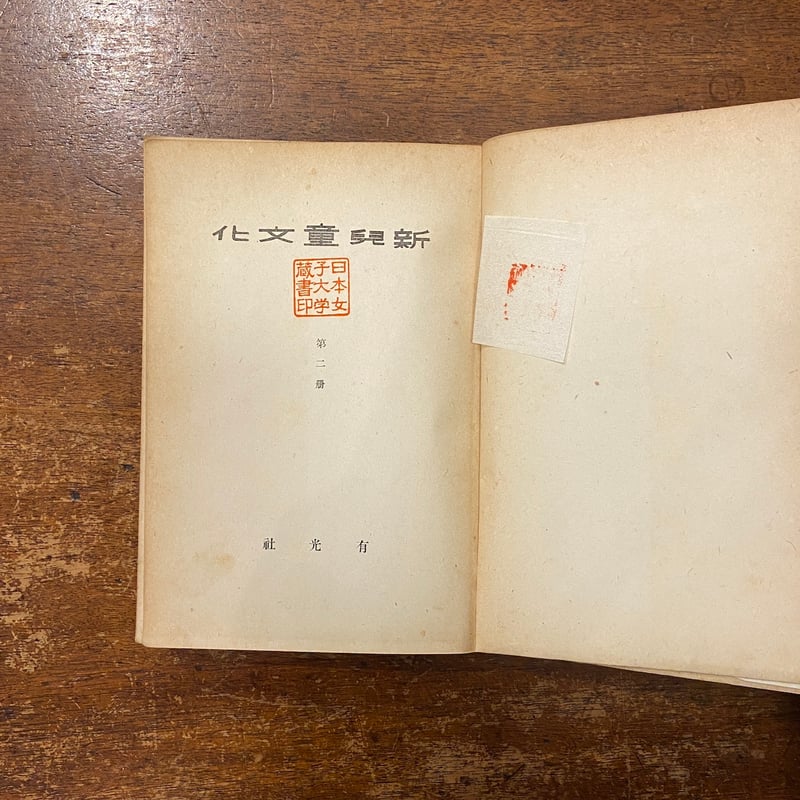 新兒童文化
日本女
子大学
蔵書印
第二册
有光社